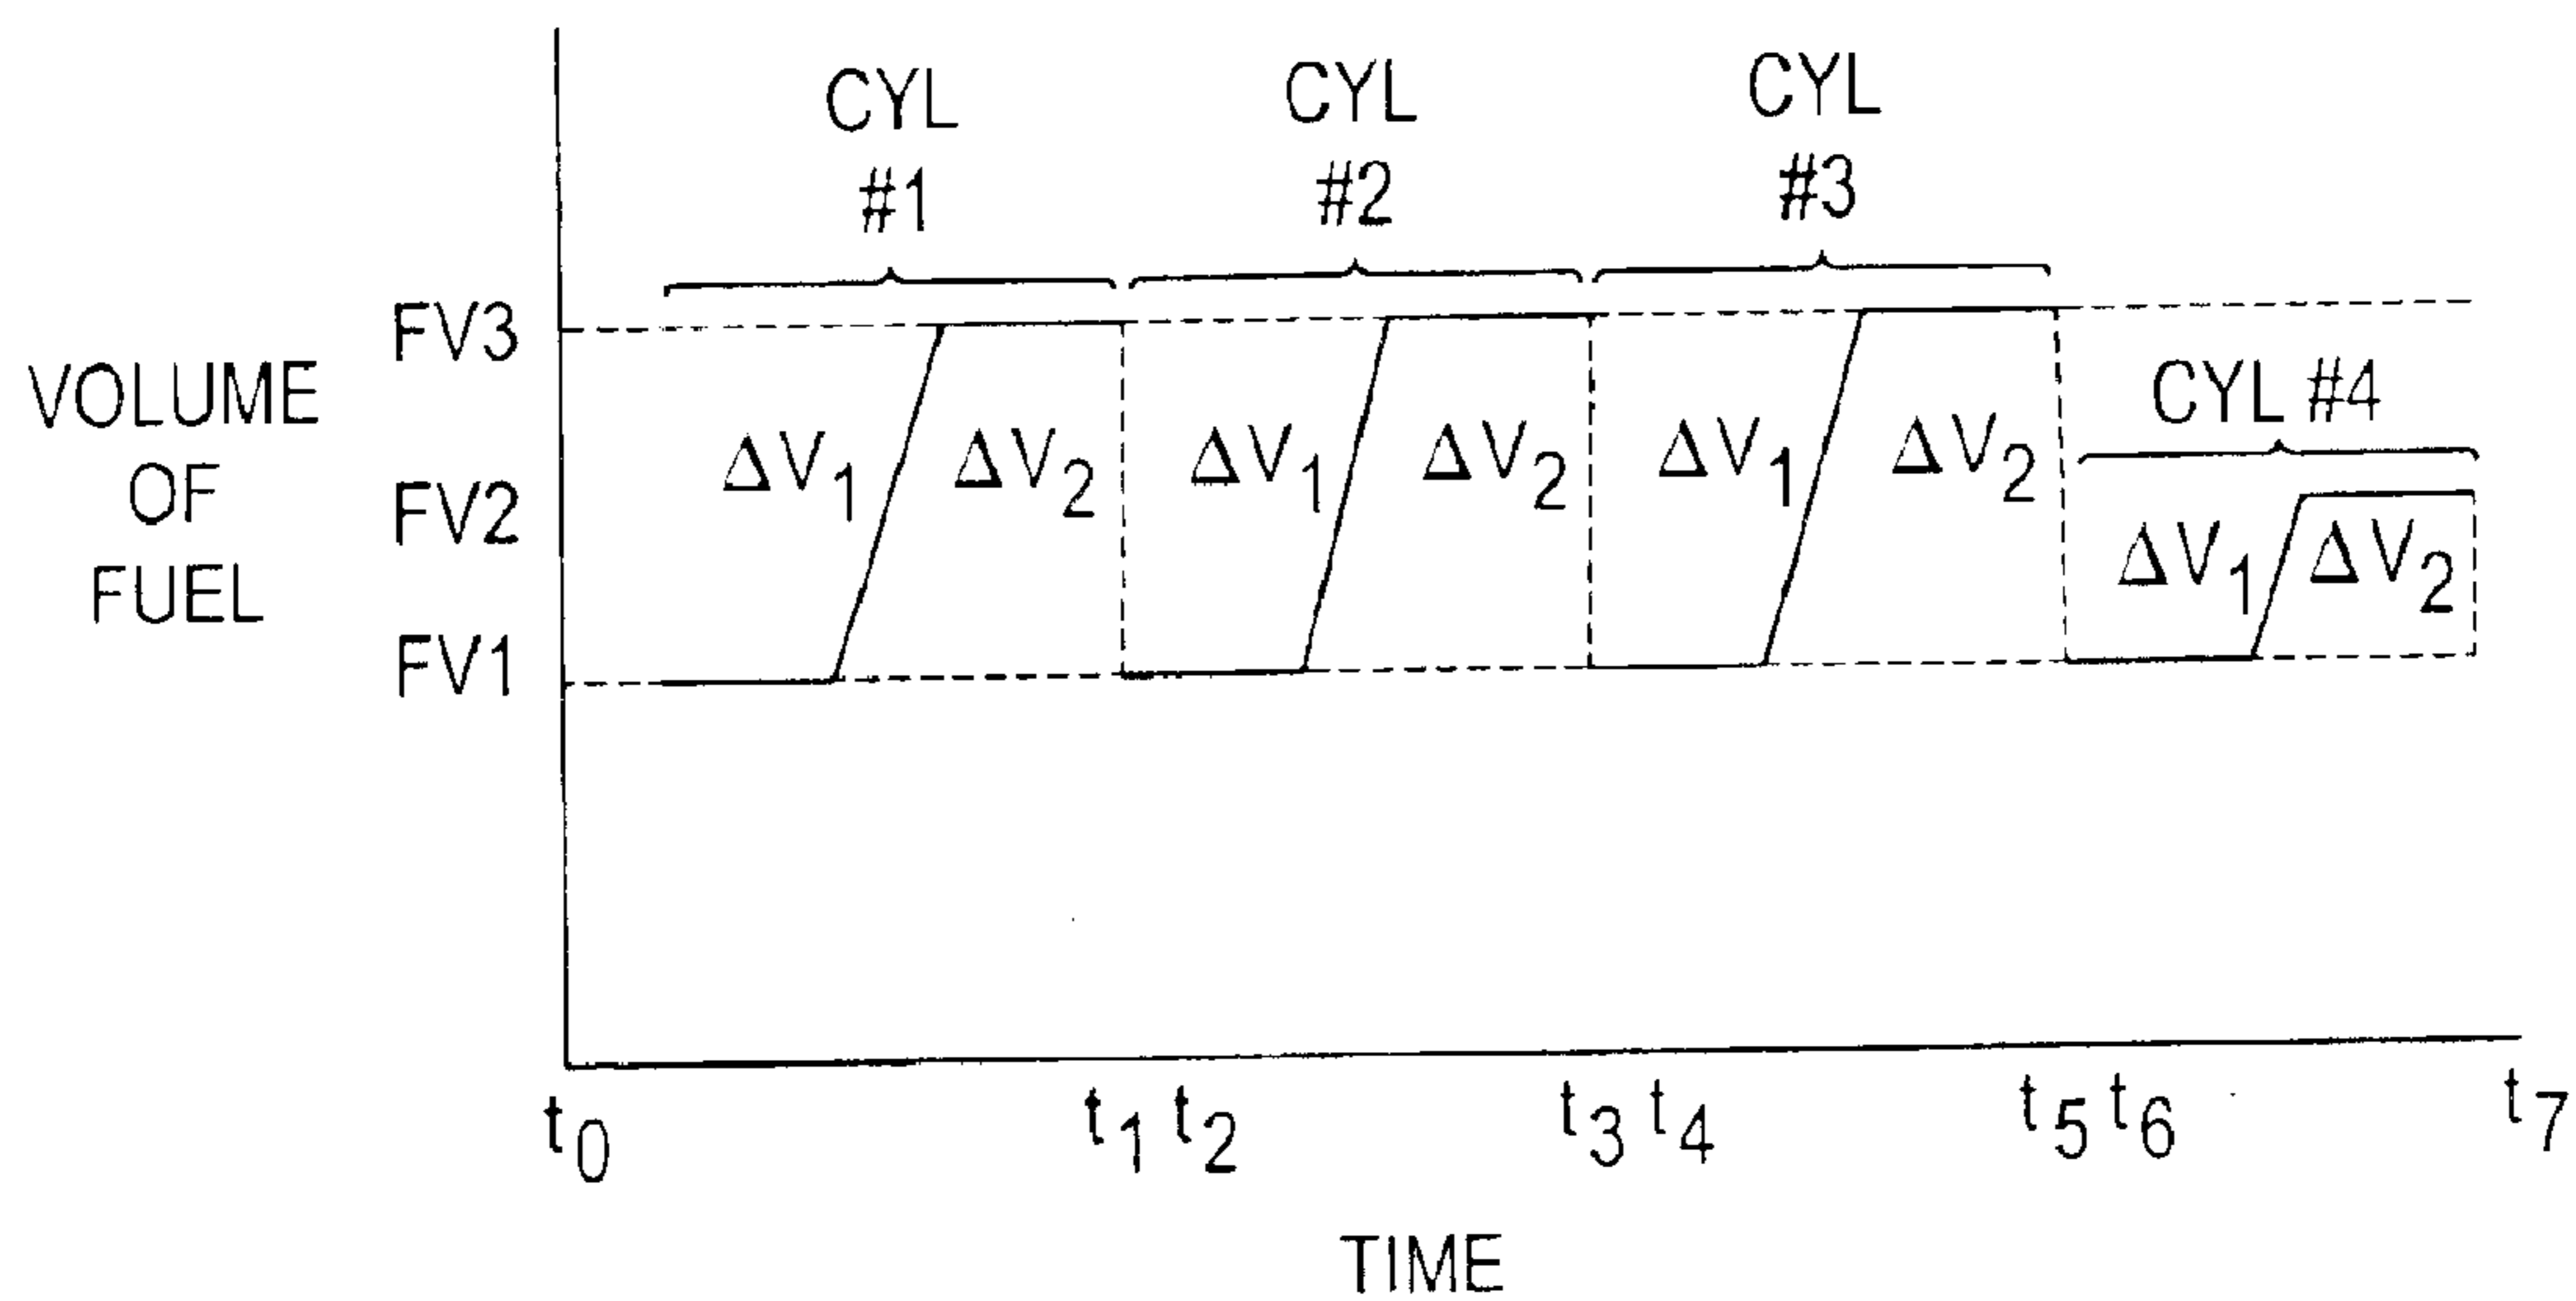 CYL
#1
CYL
#2
CYL
#3
VOLUME
OF
FUEL
FV3
FV2
FV1
CYL #4
ΔV₁ ΔV₂ ΔV₁ ΔV₂ ΔV₁ ΔV₂
ΔV₁ ΔV₂
t₀ t₁ t₂ t₃ t₄ t₅ t₆ t₇
TIME